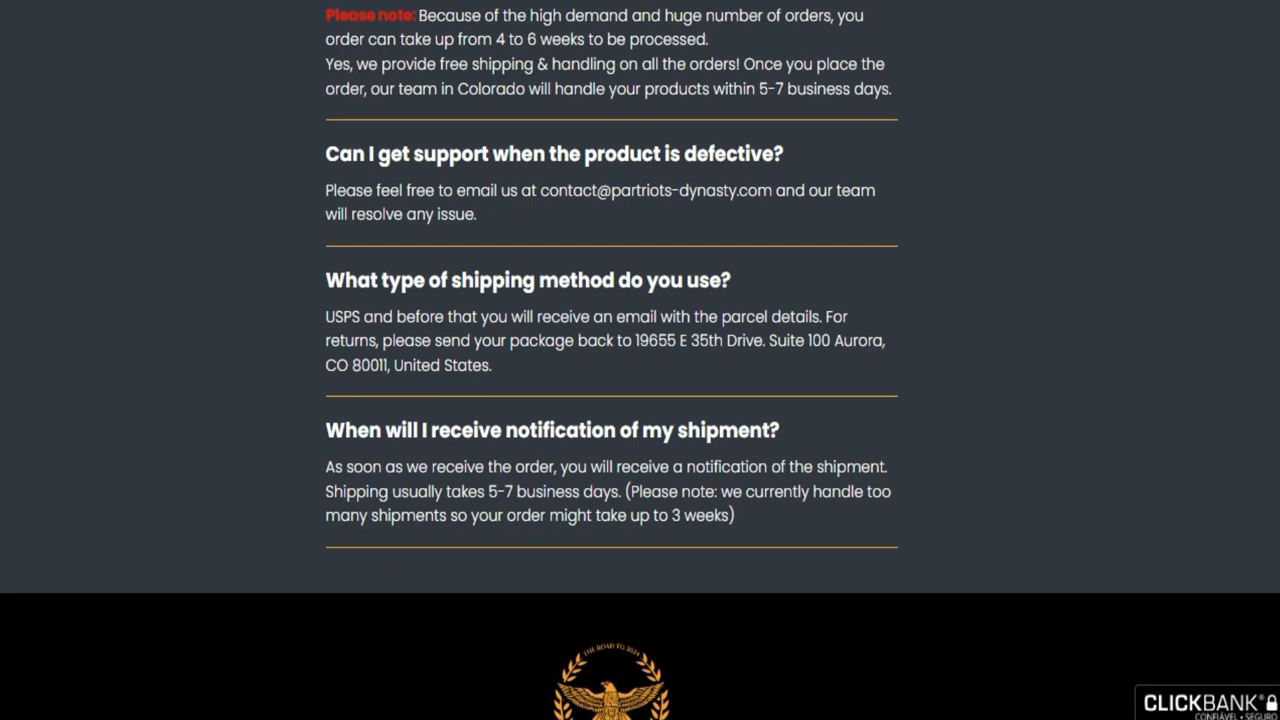 Please note: Because of the high demand and huge number of orders, you
order can take up from 4 to 6 weeks to be processed.
Yes, we provide free shipping & handling on all the orders! Once you place the
order, our team in Colorado will handle your products within 5-7 business days.
Can I get support when the product is defective?
Please feel free to email us at contact@partriots-dynasty.com and our team
will resolve any issue.
What type of shipping method do you use?
USPS and before that you will receive an email with the parcel details. For
returns, please send your package back to 19655 E 35th Drive. Suite 100 Aurora,
CO 80011, United States.
When will I receive notification of my shipment?
As soon as we receive the order, you will receive a notification of the shipment.
Shipping usually takes 5-7 business days. (Please note: we currently handle too
many shipments so your order might take up to 3 weeks)
THE ROAD TO 2024
CLICKBANK®
CONFIÁVEL • SEGURO